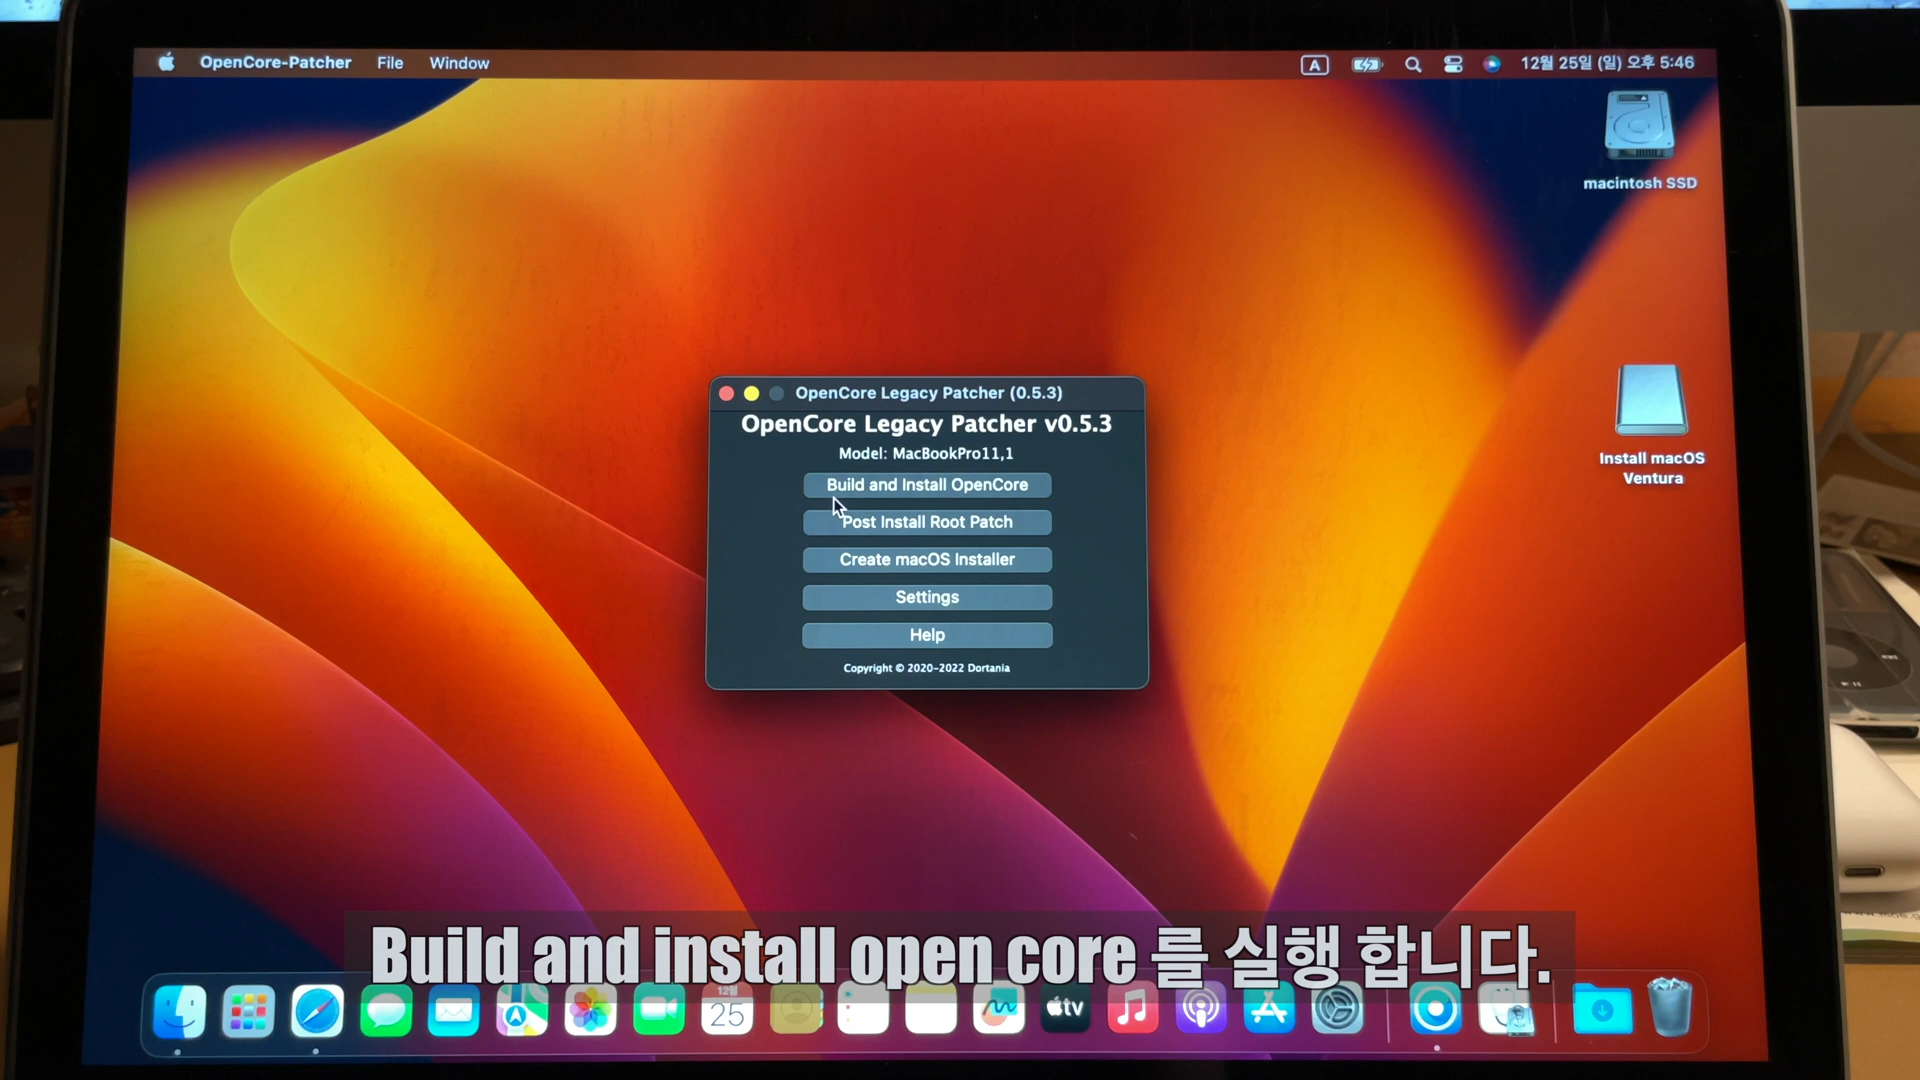 OpenCore-Patcher File Window
A
12월 25일 (일) 오후 5:46
macintosh SSD
OpenCore Legacy Patcher (0.5.3)
OpenCore Legacy Patcher v0.5.3
Model: MacBookPro11,1
Build and Install OpenCore
Post Install Root Patch
Create macOS Installer
Settings
Help
Copyright © 2020-2022 Dortania
Install macOS
Ventura
Build and install open core 를 실행 합니다.
12월
25
tv